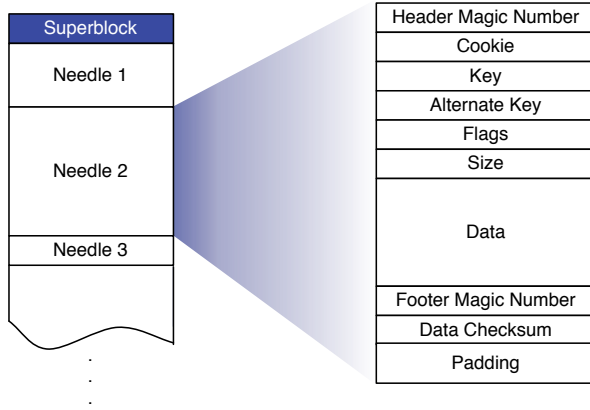 Superblock
Needle 1
Needle 2
Needle 3
.
.
.
Header Magic Number
Cookie
Key
Alternate Key
Flags
Size
Data
Footer Magic Number
Data Checksum
Padding